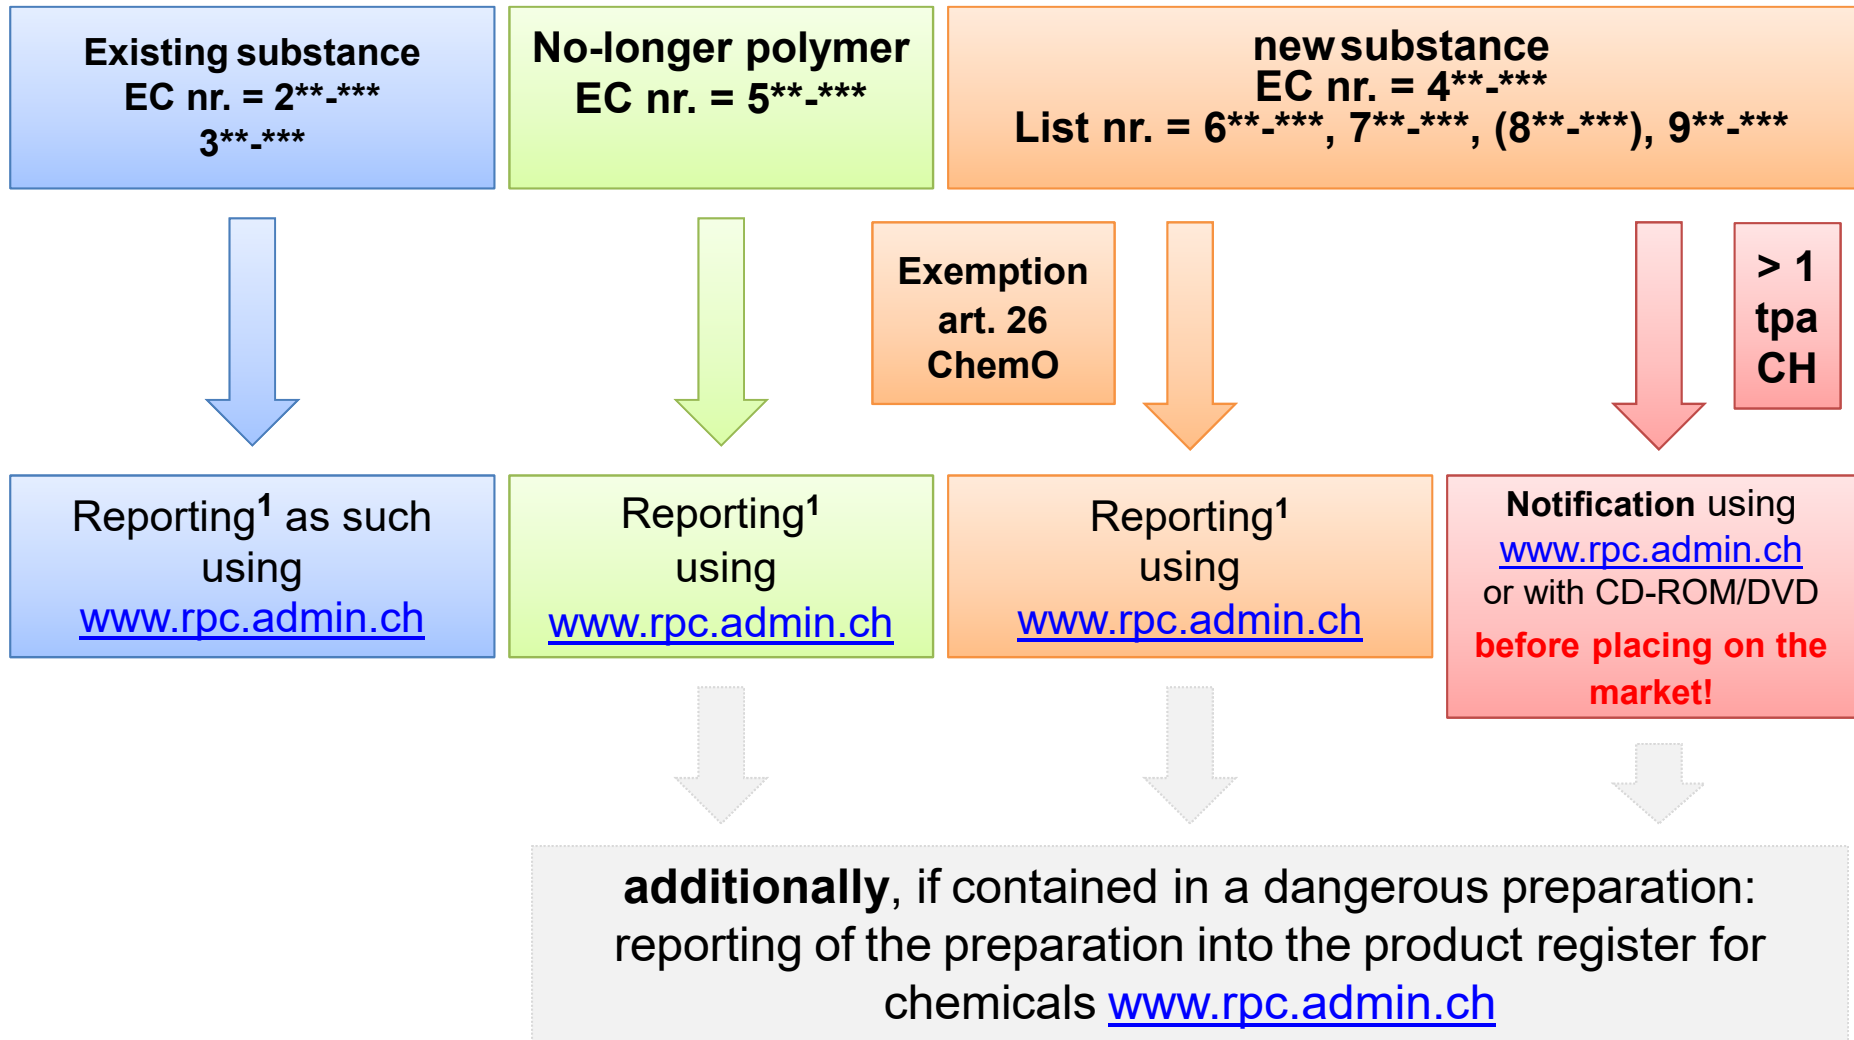 Existing substance
EC nr. = 2**-***
3**-***
No-longer polymer
EC nr. = 5**-***
new substance
EC nr. = 4**-***
List nr. = 6**-***, 7**-***, (8**-***), 9**-***
Exemption
art. 26
ChemO
> 1
tpa
CH
Reporting¹ as such
using
www.rpc.admin.ch
Reporting¹
using
www.rpc.admin.ch
Reporting¹
using
www.rpc.admin.ch
Notification using
www.rpc.admin.ch
or with CD-ROM/DVD
before placing on the
market!
additionally, if contained in a dangerous preparation:
reporting of the preparation into the product register for
chemicals www.rpc.admin.ch